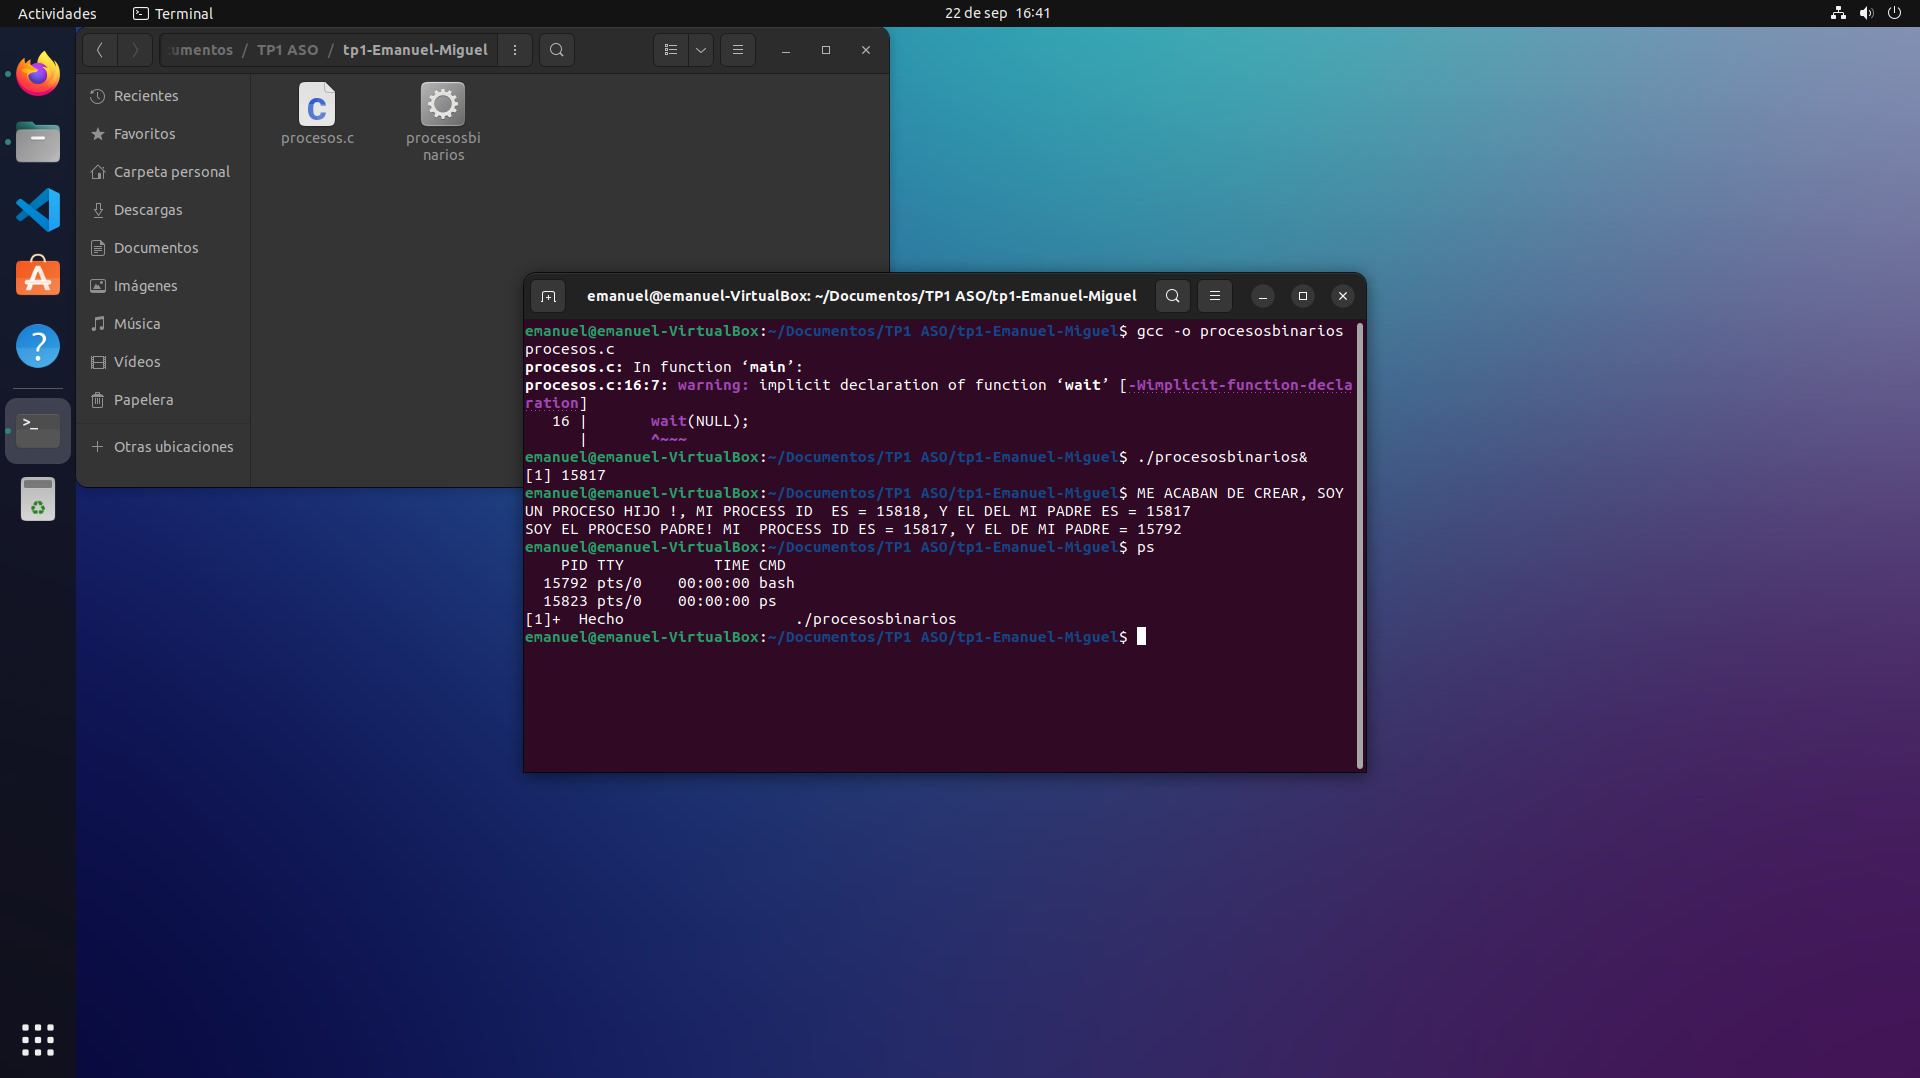 Actividades
Terminal
22 de sep 16:41
umentos / TP1 ASO / tp1-Emanuel-Miguel
Recientes
Favoritos
Carpeta personal
Descargas
Documentos
Imágenes
Música
Vídeos
Papelera
Otras ubicaciones
procesos.c
procesosbi
narios
emanuel@emanuel-VirtualBox: ~/Documentos/TP1 ASO/tp1-Emanuel-Miguel
emanuel@emanuel-VirtualBox:~/Documentos/TP1 ASO/tp1-Emanuel-Miguel$ gcc -o procesosbinarios
procesos.c
procesos.c: In function ‘main’:
procesos.c:16:7: warning: implicit declaration of function ‘wait’ [-Wimplicit-function-decla
ration]
   16 |       wait(NULL);
      |       ^~~~
emanuel@emanuel-VirtualBox:~/Documentos/TP1 ASO/tp1-Emanuel-Miguel$ ./procesosbinarios&
[1] 15817
emanuel@emanuel-VirtualBox:~/Documentos/TP1 ASO/tp1-Emanuel-Miguel$ ME ACABAN DE CREAR, SOY
UN PROCESO HIJO !, MI PROCESS ID  ES = 15818, Y EL DEL MI PADRE ES = 15817
SOY EL PROCESO PADRE! MI  PROCESS ID ES = 15817, Y EL DE MI PADRE = 15792
emanuel@emanuel-VirtualBox:~/Documentos/TP1 ASO/tp1-Emanuel-Miguel$ ps
    PID TTY          TIME CMD
  15792 pts/0    00:00:00 bash
  15823 pts/0    00:00:00 ps
[1]+  Hecho                   ./procesosbinarios
emanuel@emanuel-VirtualBox:~/Documentos/TP1 ASO/tp1-Emanuel-Miguel$